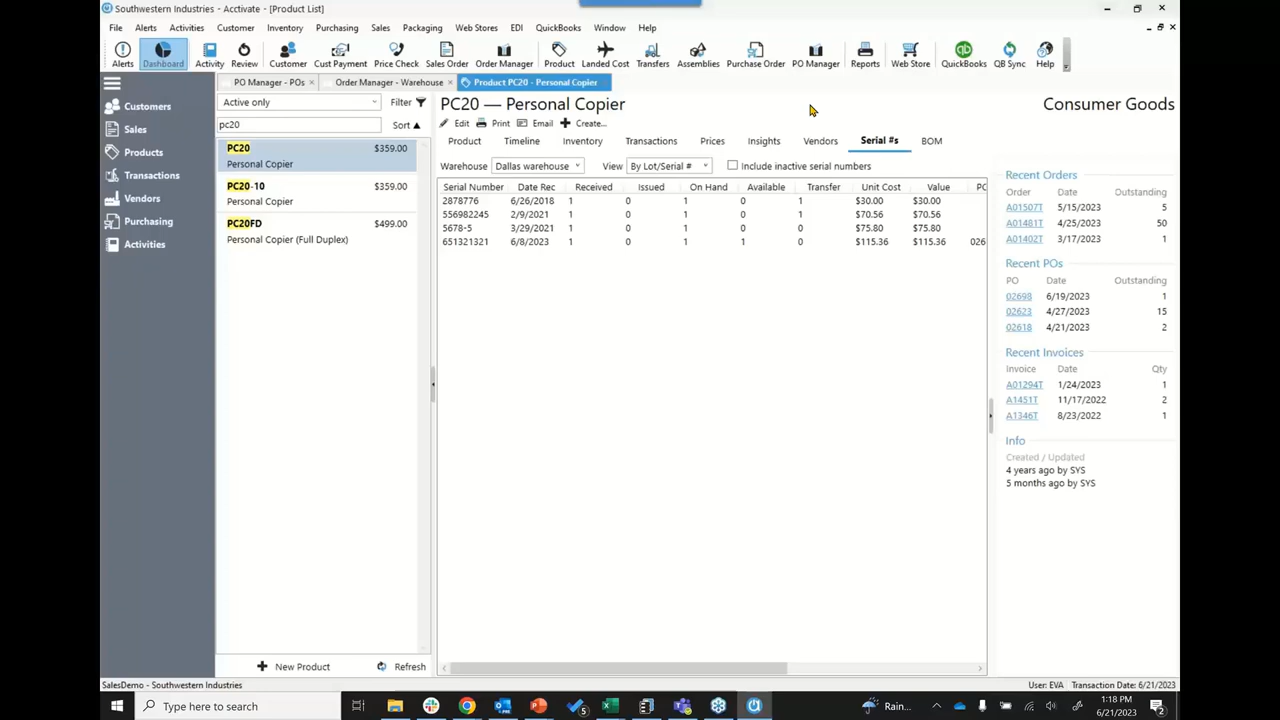 Southwestern Industries - Acctivate - [Product List]
File Alerts Activities Customer Inventory Purchasing Sales Packaging Web Stores EDI QuickBooks Window Help
Alerts Dashboard Activity Review Customer Cust Payment Price Check Sales Order Order Manager Product Landed Cost Transfers Assemblies Purchase Order PO Manager Reports Web Store QuickBooks QB Sync Help
PO Manager - POs Order Manager - Warehouse Product PC20 - Personal Copier
Customers
Sales
Products
Transactions
Vendors
Purchasing
Activities
Active only Filter
pc20 Sort
PC20 $359.00
Personal Copier
PC20-10 $359.00
Personal Copier
PC20FD $499.00
Personal Copier (Full Duplex)
New Product Refresh
PC20 — Personal Copier Consumer Goods
Edit Print Email Create...
Product Timeline Inventory Transactions Prices Insights Vendors Serial #s BOM
Warehouse Dallas warehouse View By Lot/Serial # Include inactive serial numbers
Serial Number Date Rec Received Issued On Hand Available Transfer Unit Cost Value PC
2878776 6/26/2018 1 0 1 0 1 $30.00 $30.00
556982245 2/9/2021 1 0 1 0 1 $70.56 $70.56
5678-5 3/29/2021 1 0 1 0 1 $75.80 $75.80
651321321 6/8/2023 1 0 1 1 0 $115.36 $115.36 026
Recent Orders
Order Date Outstanding
A01507T 5/15/2023 5
A01481T 4/25/2023 50
A01402T 3/17/2023 1
Recent POs
PO Date Outstanding
02698 6/19/2023 1
02623 4/27/2023 15
02618 4/21/2023 2
Recent Invoices
Invoice Date Qty
A01294T 1/24/2023 1
A1451T 11/17/2022 2
A1346T 8/23/2022 1
Info
Created / Updated
4 years ago by SYS
5 months ago by SYS
SalesDemo - Southwestern Industries User: EVA Transaction Date: 6/21/2023
Type here to search Rain... 1:18 PM
6/21/2023 2